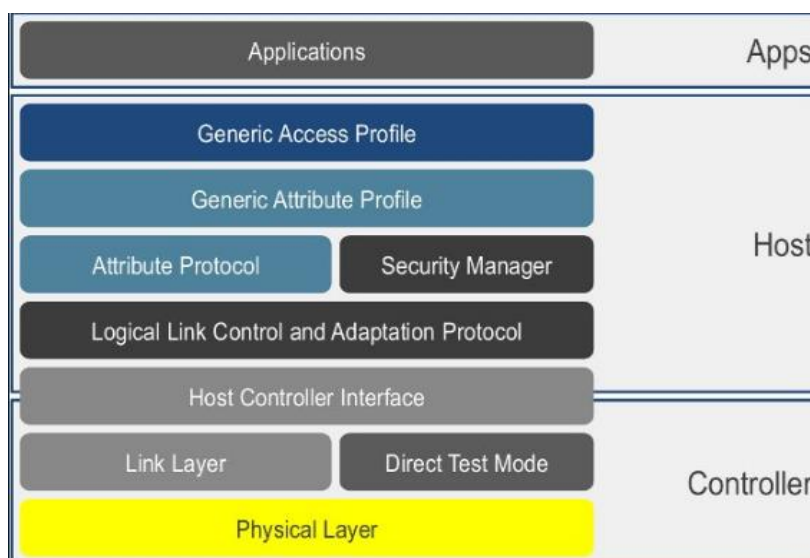 Applications
Apps
Generic Access Profile
Generic Attribute Profile
Attribute Protocol
Security Manager
Host
Logical Link Control and Adaptation Protocol
Host Controller Interface
Link Layer
Direct Test Mode
Controller
Physical Layer